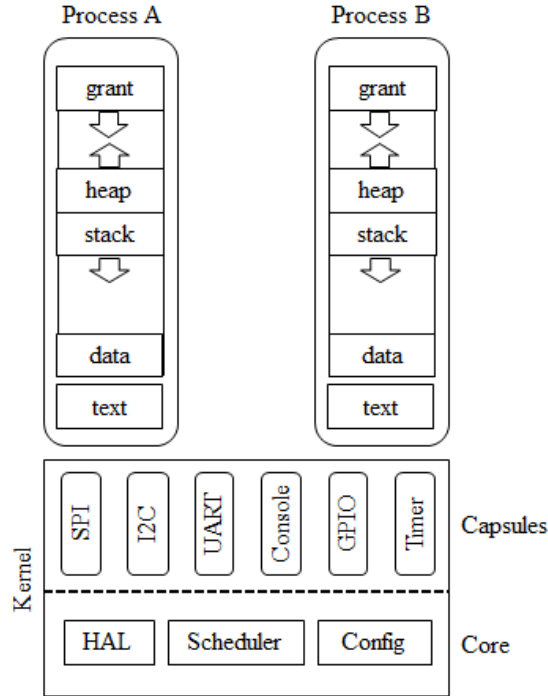 Process A
Process B
grant
grant
heap
heap
stack
stack
data
data
text
text
Kernel
SPI
I2C
UART
Console
GPIO
Timer
Capsules
HAL
Scheduler
Config
Core